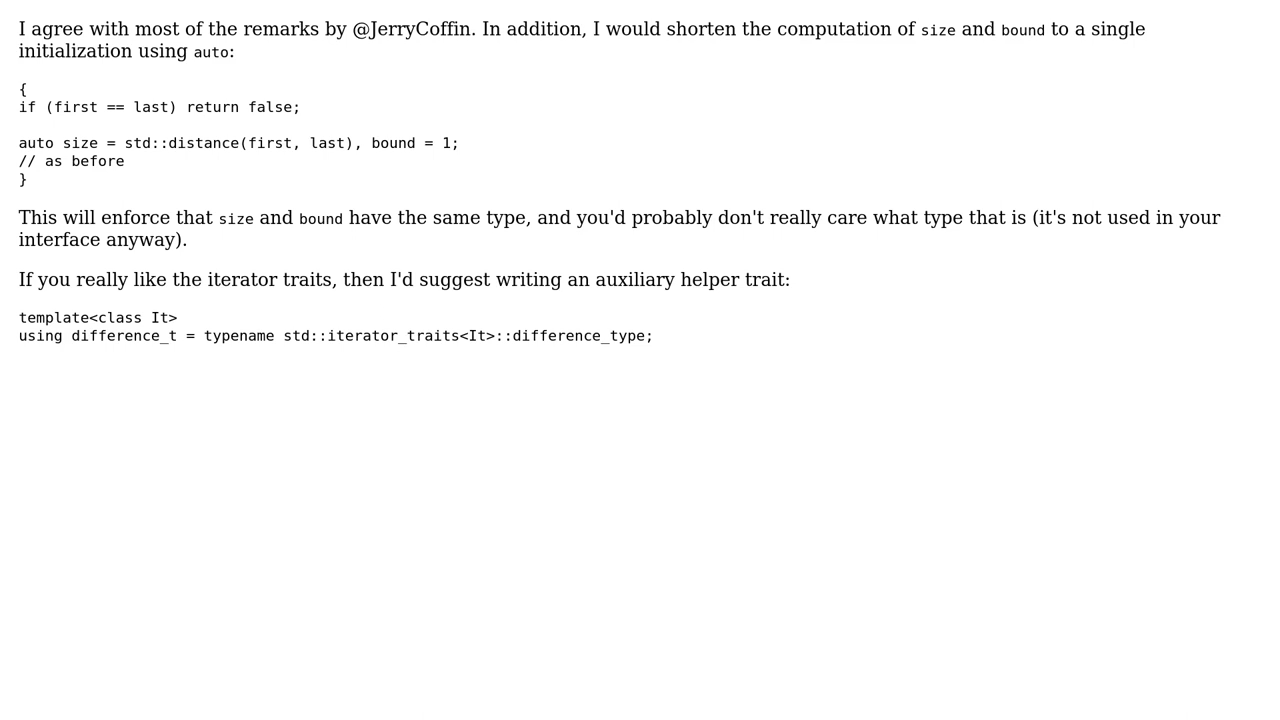 I agree with most of the remarks by @JerryCoffin. In addition, I would shorten the computation of size and bound to a single
initialization using auto:
{
if (first == last) return false;
auto size = std::distance(first, last), bound = 1;
// as before
}
This will enforce that size and bound have the same type, and you'd probably don't really care what type that is (it's not used in your
interface anyway).
If you really like the iterator traits, then I'd suggest writing an auxiliary helper trait:
template<class It>
using difference_t = typename std::iterator_traits<It>::difference_type;